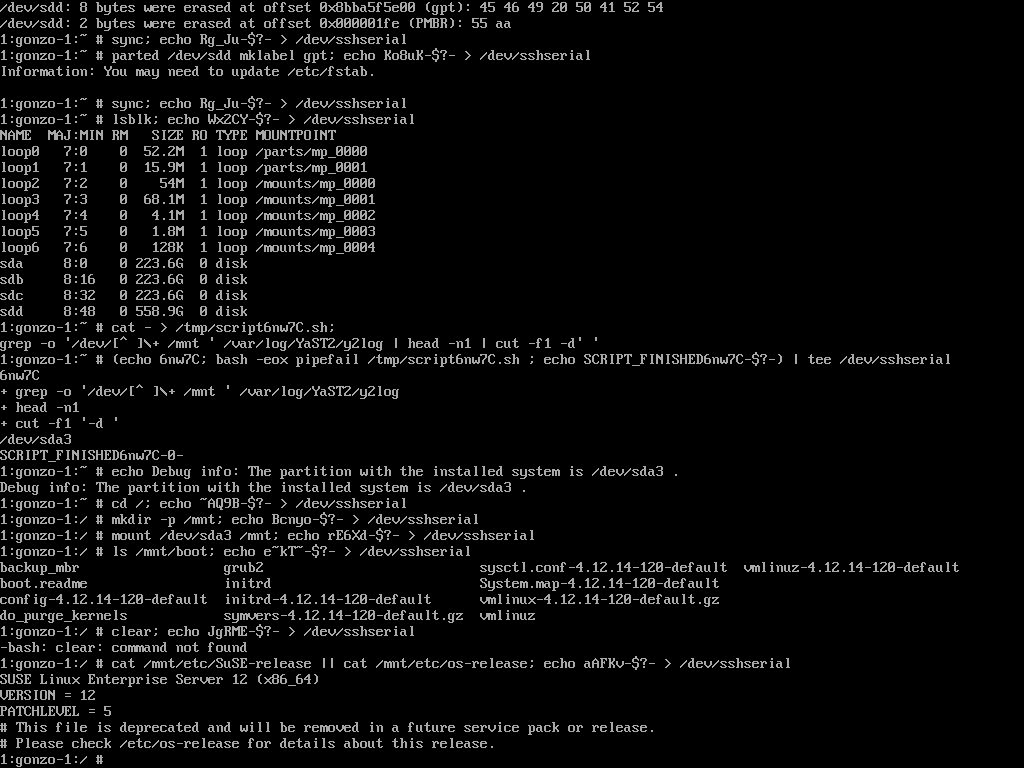 /dev/sdd: 8 bytes were erased at offset 0x8bba5f5e00 (gpt): 45 46 49 20 50 41 52 54
/dev/sdd: 2 bytes were erased at offset 0x000001fe (PMBR): 55 aa
1:gonzo-1:~ # sync; echo Rg_Ju-$?- > /dev/sshserial
1:gonzo-1:~ # parted /dev/sdd mklabel gpt; echo Ko8uK-$?- > /dev/sshserial
Information: You may need to update /etc/fstab.
1:gonzo-1:~ # sync; echo Rg_Ju-$?- > /dev/sshserial
1:gonzo-1:~ # lsblk; echo Wx2CY-$?- > /dev/sshserial
NAME  MAJ:MIN RM   SIZE RO TYPE MOUNTPOINT
loop0   7:0    0  52.2M  1 loop /parts/mp_0000
loop1   7:1    0  15.9M  1 loop /parts/mp_0001
loop2   7:2    0    54M  1 loop /mounts/mp_0000
loop3   7:3    0  68.1M  1 loop /mounts/mp_0001
loop4   7:4    0   4.1M  1 loop /mounts/mp_0002
loop5   7:5    0   1.8M  1 loop /mounts/mp_0003
loop6   7:6    0   128K  1 loop /mounts/mp_0004
sda     8:0    0 223.6G  0 disk
sdb     8:16   0 223.6G  0 disk
sdc     8:32   0 223.6G  0 disk
sdd     8:48   0 558.9G  0 disk
1:gonzo-1:~ # cat - > /tmp/script6nw7C.sh;
grep -o '/dev/[^ ]\+ /mnt ' /var/log/YaST2/y2log | head -n1 | cut -f1 -d' '
1:gonzo-1:~ # (echo 6nw7C; bash -eox pipefail /tmp/script6nw7C.sh ; echo SCRIPT_FINISHED6nw7C-$?-) | tee /dev/sshserial
6nw7C
+ grep -o '/dev/[^ ]\+ /mnt ' /var/log/YaST2/y2log
+ head -n1
+ cut -f1 '-d '
/dev/sda3
SCRIPT_FINISHED6nw7C-0-
1:gonzo-1:~ # echo Debug info: The partition with the installed system is /dev/sda3 .
Debug info: The partition with the installed system is /dev/sda3 .
1:gonzo-1:~ # cd /; echo ~AQ9B-$?- > /dev/sshserial
1:gonzo-1:/ # mkdir -p /mnt; echo Bcnyo-$?- > /dev/sshserial
1:gonzo-1:/ # mount /dev/sda3 /mnt; echo rE6Xd-$?- > /dev/sshserial
1:gonzo-1:/ # ls /mnt/boot; echo e~kT~-$?- > /dev/sshserial
backup_mbr                  grub2                           sysctl.conf-4.12.14-120-default  vmlinuz-4.12.14-120-default
boot.readme                 initrd                          System.map-4.12.14-120-default
config-4.12.14-120-default  initrd-4.12.14-120-default      vmlinux-4.12.14-120-default.gz
do_purge_kernels            symvers-4.12.14-120-default.gz  vmlinuz
1:gonzo-1:/ # clear; echo JgRME-$?- > /dev/sshserial
-bash: clear: command not found
1:gonzo-1:/ # cat /mnt/etc/SuSE-release || cat /mnt/etc/os-release; echo aAFKv-$?- > /dev/sshserial
SUSE Linux Enterprise Server 12 (x86_64)
VERSION = 12
PATCHLEVEL = 5
# This file is deprecated and will be removed in a future service pack or release.
# Please check /etc/os-release for details about this release.
1:gonzo-1:/ #